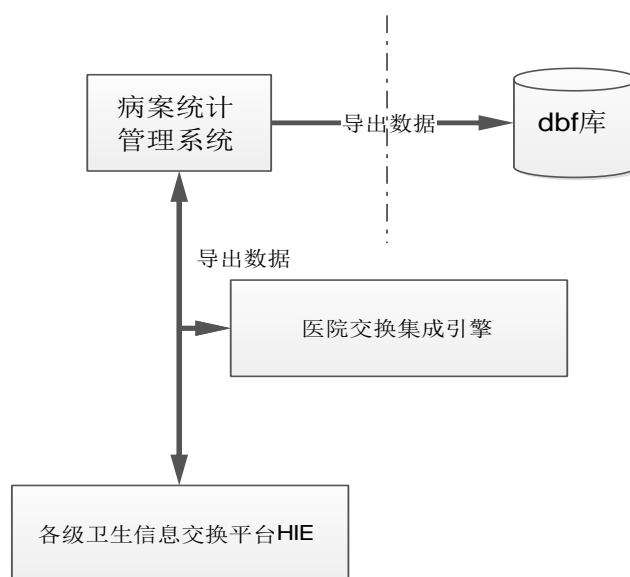 病案统计
管理系统
导出数据
dbf库
导出数据
医院交换集成引擎
各级卫生信息交换平台HIE